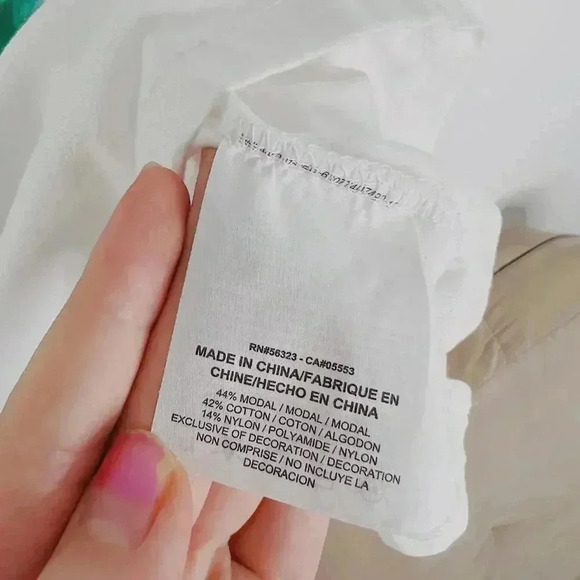 RN#56323 - CA#05553
MADE IN CHINA/FABRIQUE EN
CHINE/HECHO EN CHINA
44% MODAL / MODAL / MODAL
42% COTTON / COTON / ALGODON
14% NYLON / POLYAMIDE / NYLON
EXCLUSIVE OF DECORATION / DECORATION
NON COMPRISE / NO INCLUYE LA
DECORACION